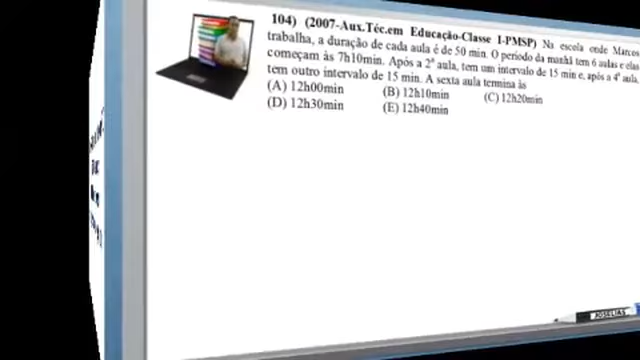 104) (2007-Aux.Téc.em Educação-Classe I-PMSP) Na escola onde Marcos
trabalha, a duração de cada aula é de 50 min. O período da manhã tem 6 aulas e elas
começam às 7h10min. Após a 2ª aula, tem um intervalo de 15 min e, após a 4ª aula,
tem outro intervalo de 15 min. A sexta aula termina às
(A) 12h00min (B) 12h10min (C) 12h20min
(D) 12h30min (E) 12h40min
JOSELIAS